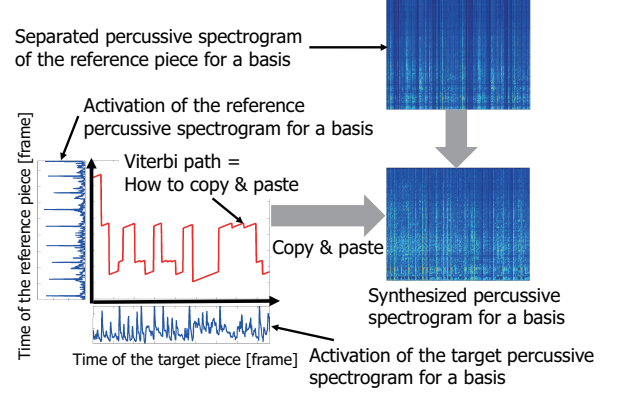 Separated percussive spectrogram
of the reference piece for a basis
Activation of the reference
percussive spectrogram for a basis
Time of the reference piece [frame]
Viterbi path =
How to copy & paste
Copy & paste
Synthesized percussive
spectrogram for a basis
Time of the target piece [frame]
Activation of the target percussive
spectrogram for a basis